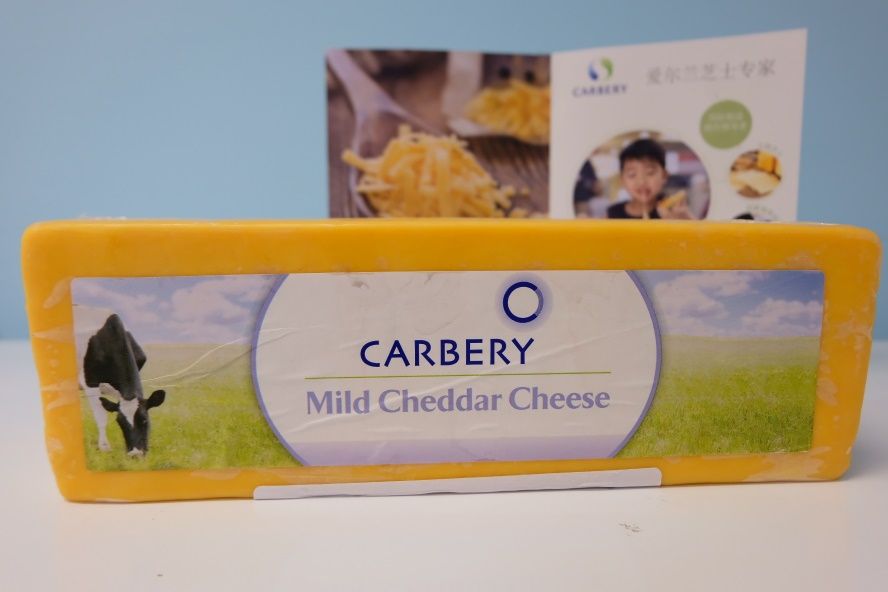 CARBERY
爱尔兰芝士专家
CARBERY
Mild Cheddar Cheese